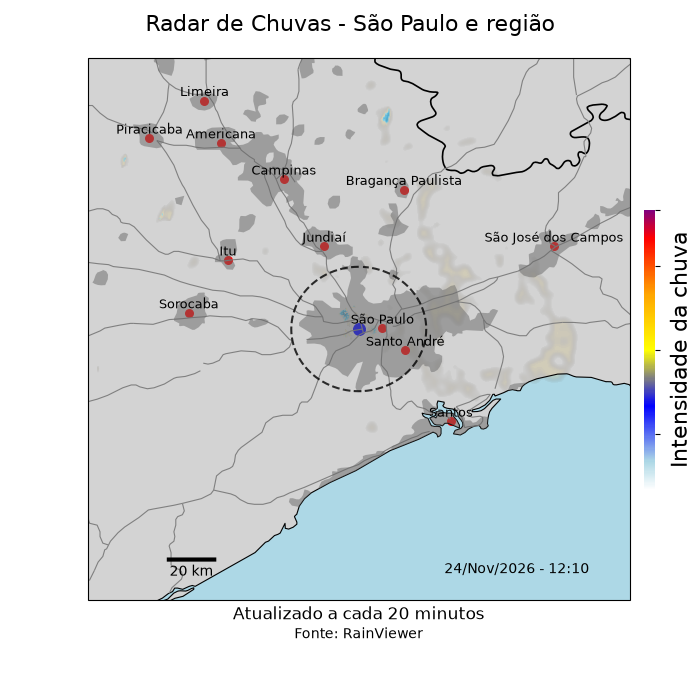 Radar de Chuvas - São Paulo e região
Limeira
Piracicaba
Americana
Campinas
Bragança Paulista
Jundiaí
São José dos Campos
Itu
Sorocaba
São Paulo
Santo André
Santos
Intensidade da chuva
20 km
24/Nov/2026 - 12:10
Atualizado a cada 20 minutos
Fonte: RainViewer